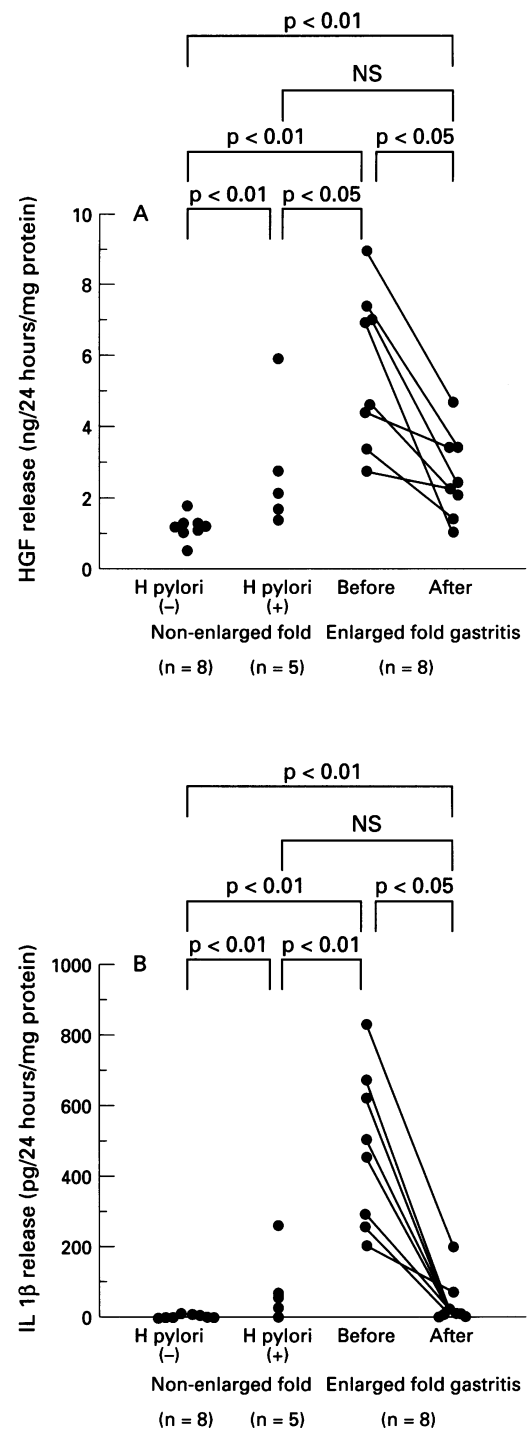 p < 0.01
NS
p < 0.01 p < 0.05
p < 0.01 p < 0.05
A
HGF release (ng/24 hours/mg protein)
10
8
6
4
2
0
H pylori H pylori Before After
(–) (+)
Non-enlarged fold Enlarged fold gastritis
(n = 8) (n = 5) (n = 8)
p < 0.01
NS
p < 0.01 p < 0.05
p < 0.01 p < 0.01
B
IL 1β release (pg/24 hours/mg protein)
1000
800
600
400
200
0
H pylori H pylori Before After
(–) (+)
Non-enlarged fold Enlarged fold gastritis
(n = 8) (n = 5) (n = 8)